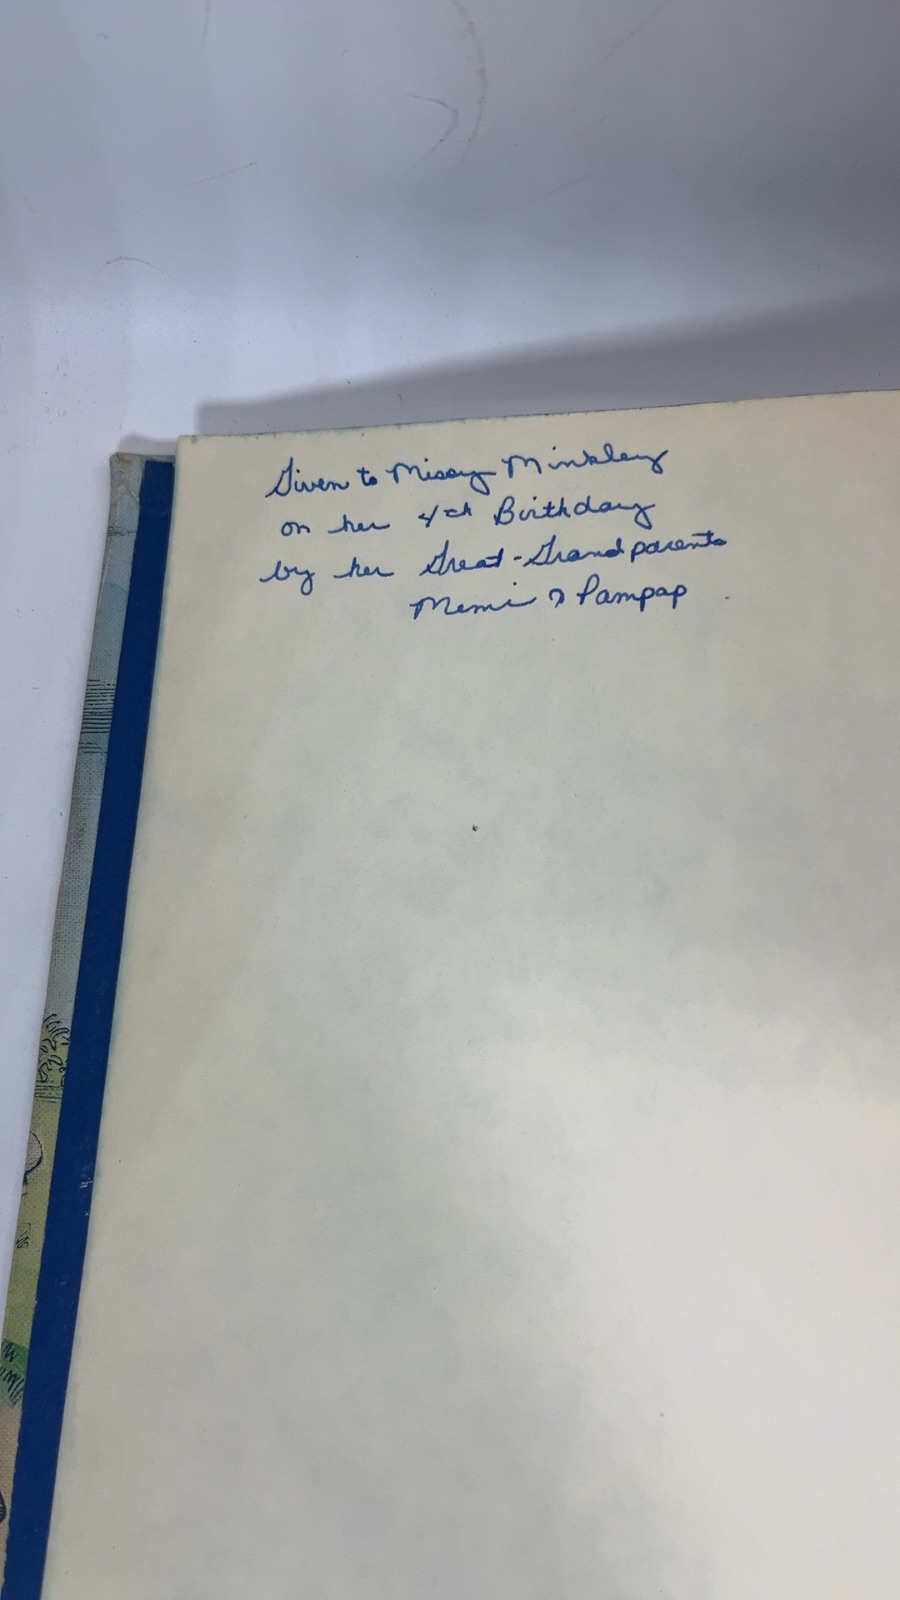 Given to Missy Minkley
on her 4th Birthday
by her Great-Grandparents
Memi & Pampap